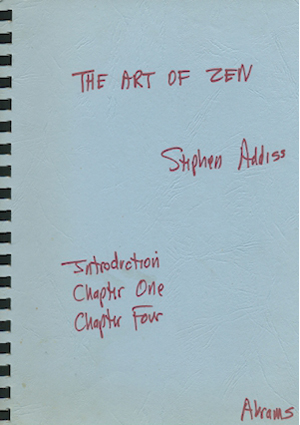 THE ART OF ZEN
Stephen Addiss
Introduction
Chapter One
Chapter Four
Abrams